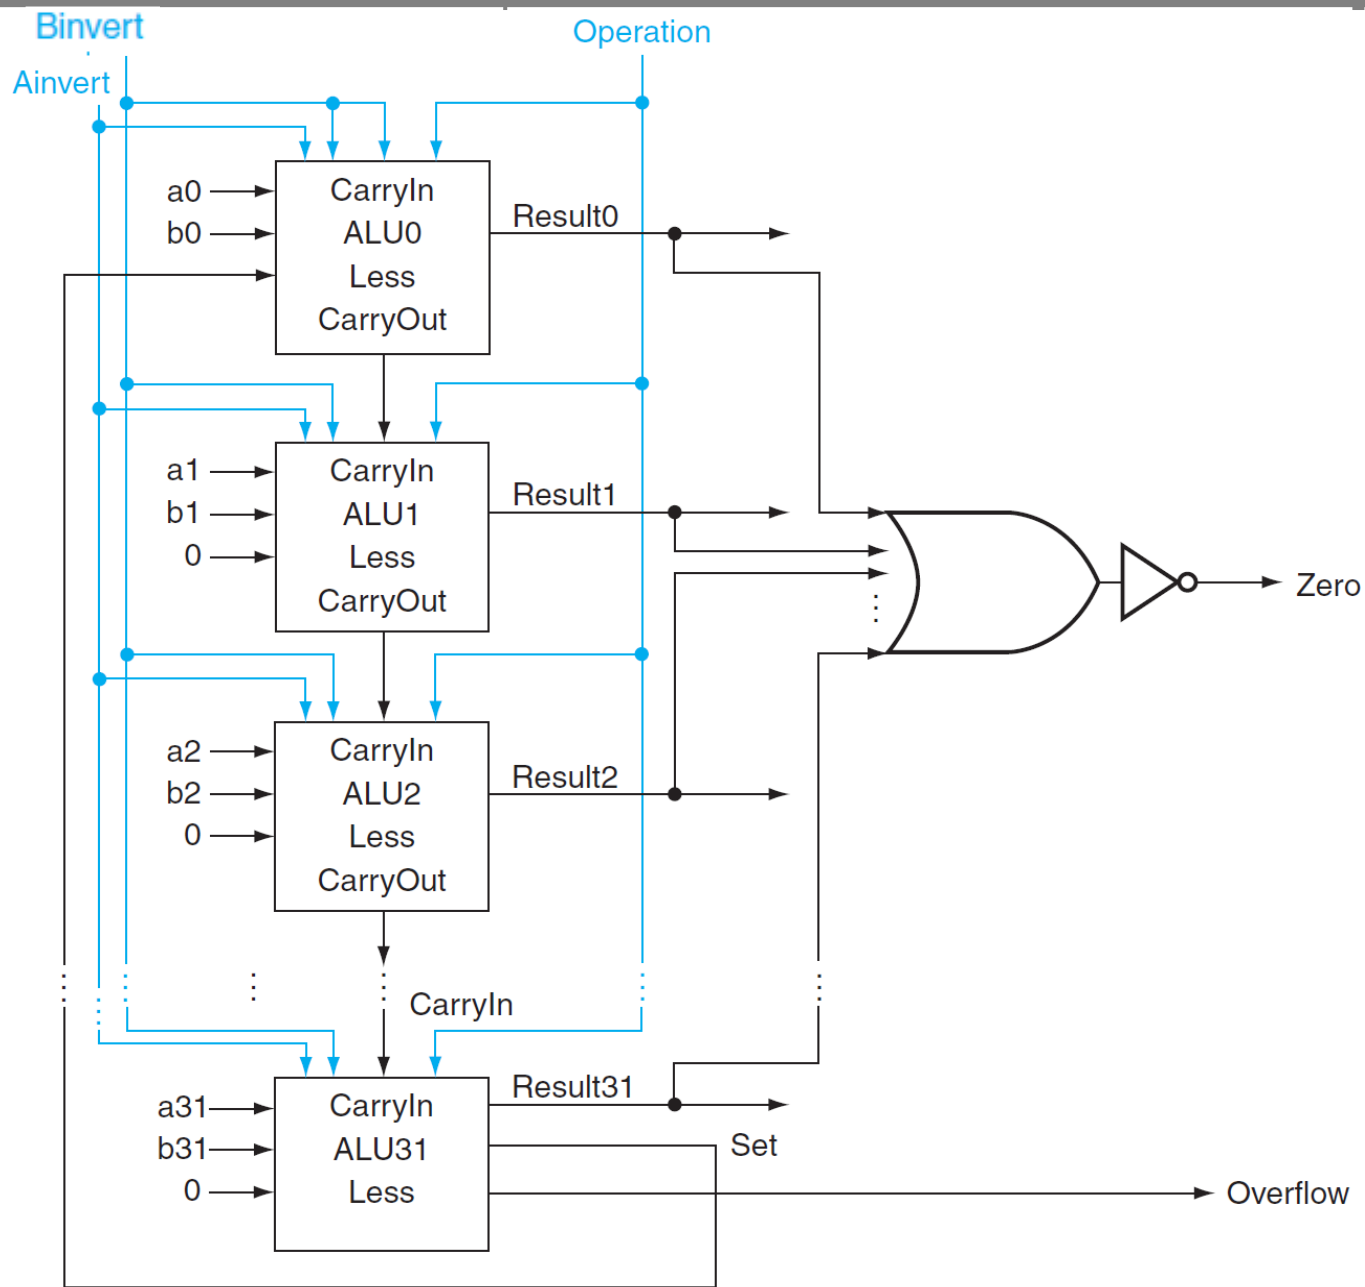 Binvert
Operation
Ainvert
a0
CarryIn
b0
ALU0
Result0
Less
CarryOut
a1
CarryIn
b1
ALU1
Result1
0
Less
CarryOut
Zero
a2
CarryIn
b2
ALU2
Result2
0
Less
CarryOut
CarryIn
a31
CarryIn
Result31
b31
ALU31
Set
0
Less
Overflow